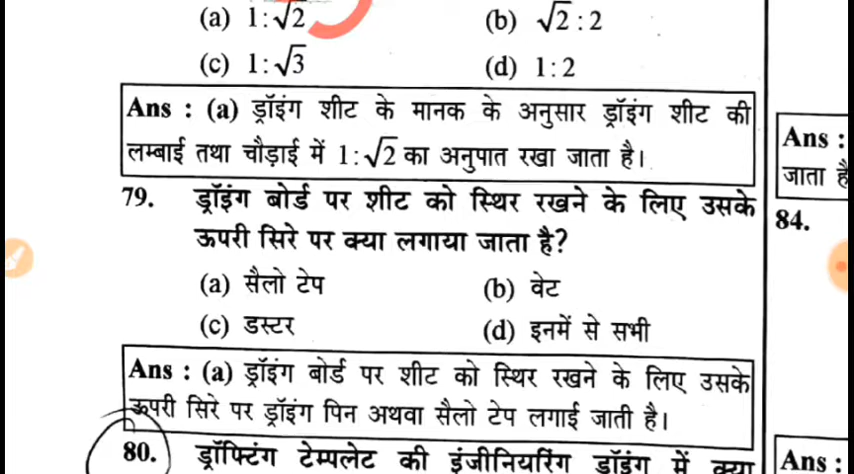 (a) 1:√2 (b) √2 : 2
(c) 1:√3 (d) 1:2
Ans : (a) ड्रॉइंग शीट के मानक के अनुसार ड्रॉइंग शीट की
लम्बाई तथा चौड़ाई में 1:√2 का अनुपात रखा जाता है।
79. ड्रॉइंग बोर्ड पर शीट को स्थिर रखने के लिए उसके
ऊपरी सिरे पर क्या लगाया जाता है?
(a) सैलो टेप (b) वेट
(c) डस्टर (d) इनमें से सभी
Ans : (a) ड्रॉइंग बोर्ड पर शीट को स्थिर रखने के लिए उसके
ऊपरी सिरे पर ड्रॉइंग पिन अथवा सैलो टेप लगाई जाती है।
80. ड्रॉफ्टिंग टेम्पलेट की इंजीनियरिंग ड्रॉइंग में क्या
Ans :
जाता है
84.
Ans :